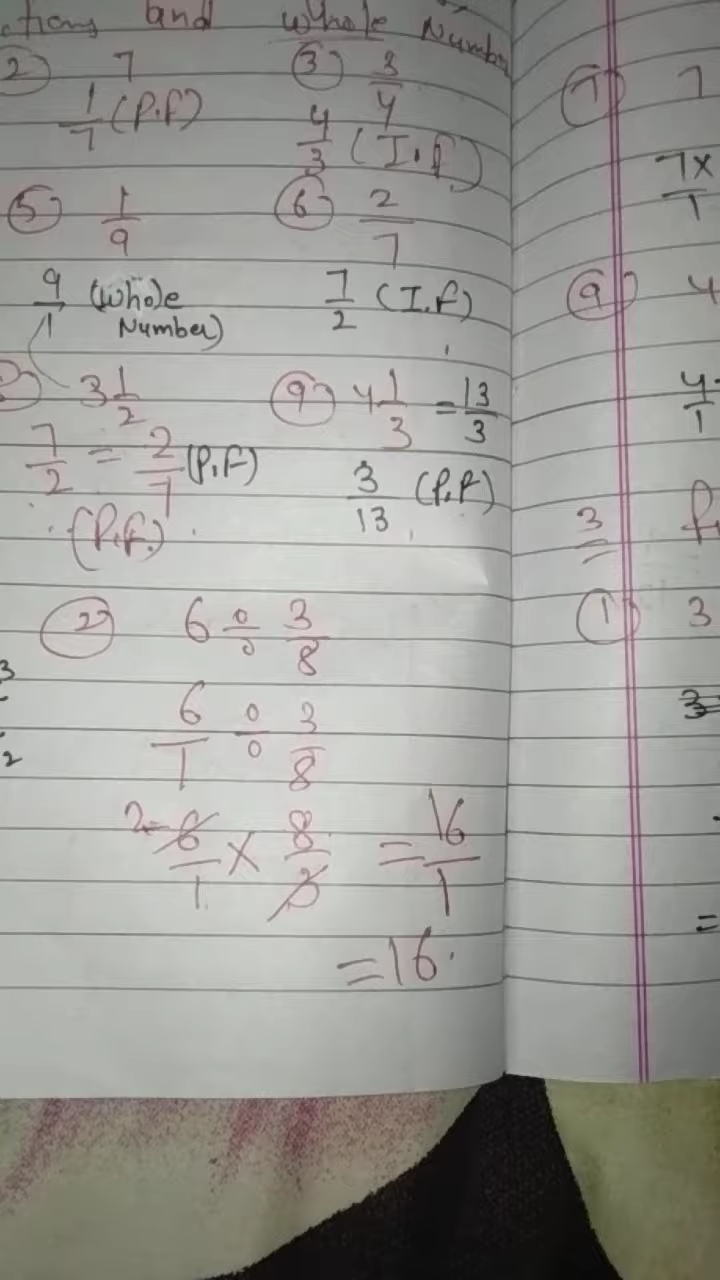 and Whole Number
2) 7 (3) 3/4
1/7 (P.F) 4/3 (I.F)
(5) 1/9 (6) 2/7
9/1 (Whole Number) 7/2 (I.F)
3 1/2 (9) 4 1/3 = 13/3
7/2 = 2/7 (P.F) 3/13 (P.F)
(P.F.)
(2) 6 ÷ 3/8
6/1 ÷ 3/8
2 6/1 × 8/3 = 16/1
= 16
(7) 7
7x/1
(9) 4
4/1
3
(1) 3
3=
=